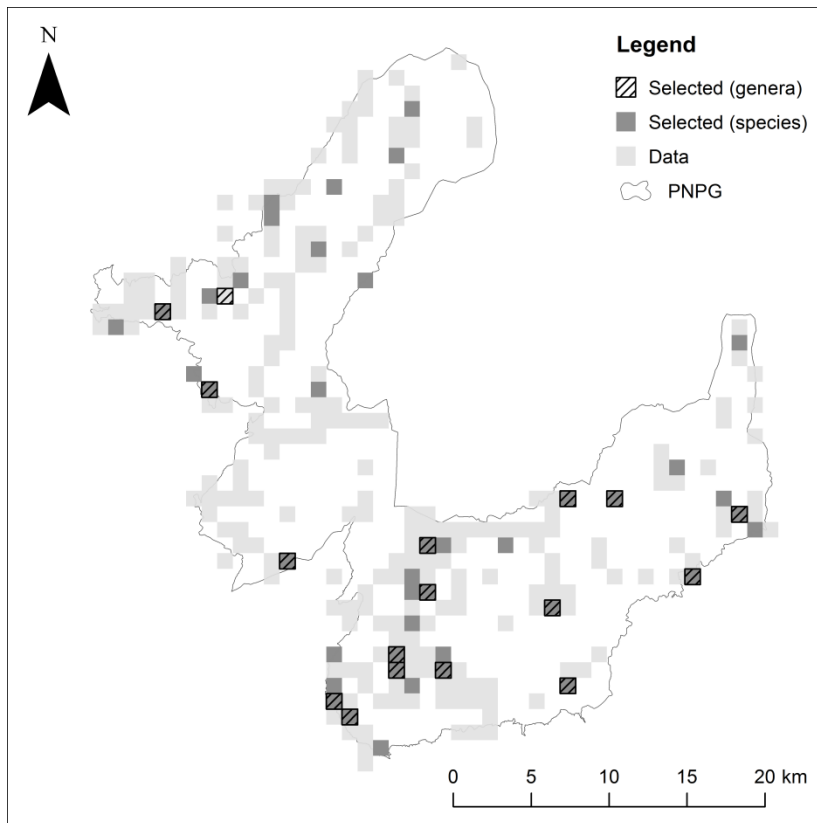 N
Legend
Selected (genera)
Selected (species)
Data
PNPG
0 5 10 15 20 km